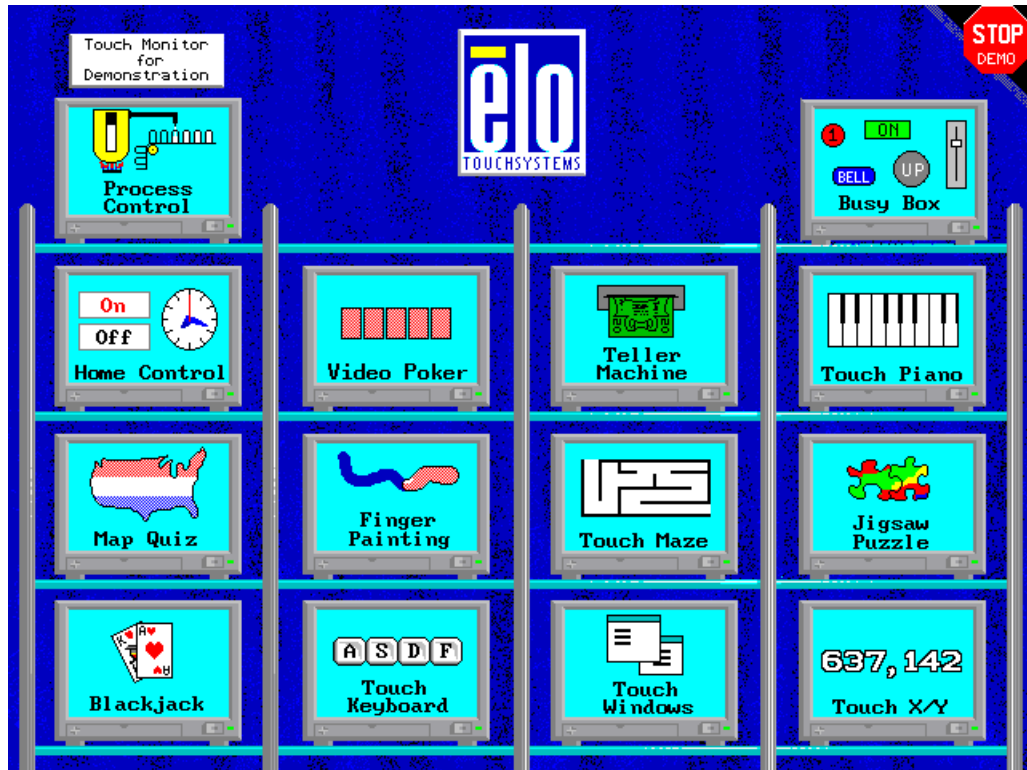 Touch Monitor
for
Demonstration
ēlo
TOUCHSYSTEMS
STOP
DEMO
Process
Control
1
ON
BELL
UP
Busy Box
On
Off
Home Control
Video Poker
Teller
Machine
Touch Piano
Map Quiz
Finger
Painting
Touch Maze
Jigsaw
Puzzle
K
A
A
Blackjack
A S D F
Touch
Keyboard
Touch
Windows
637,142
Touch X/Y